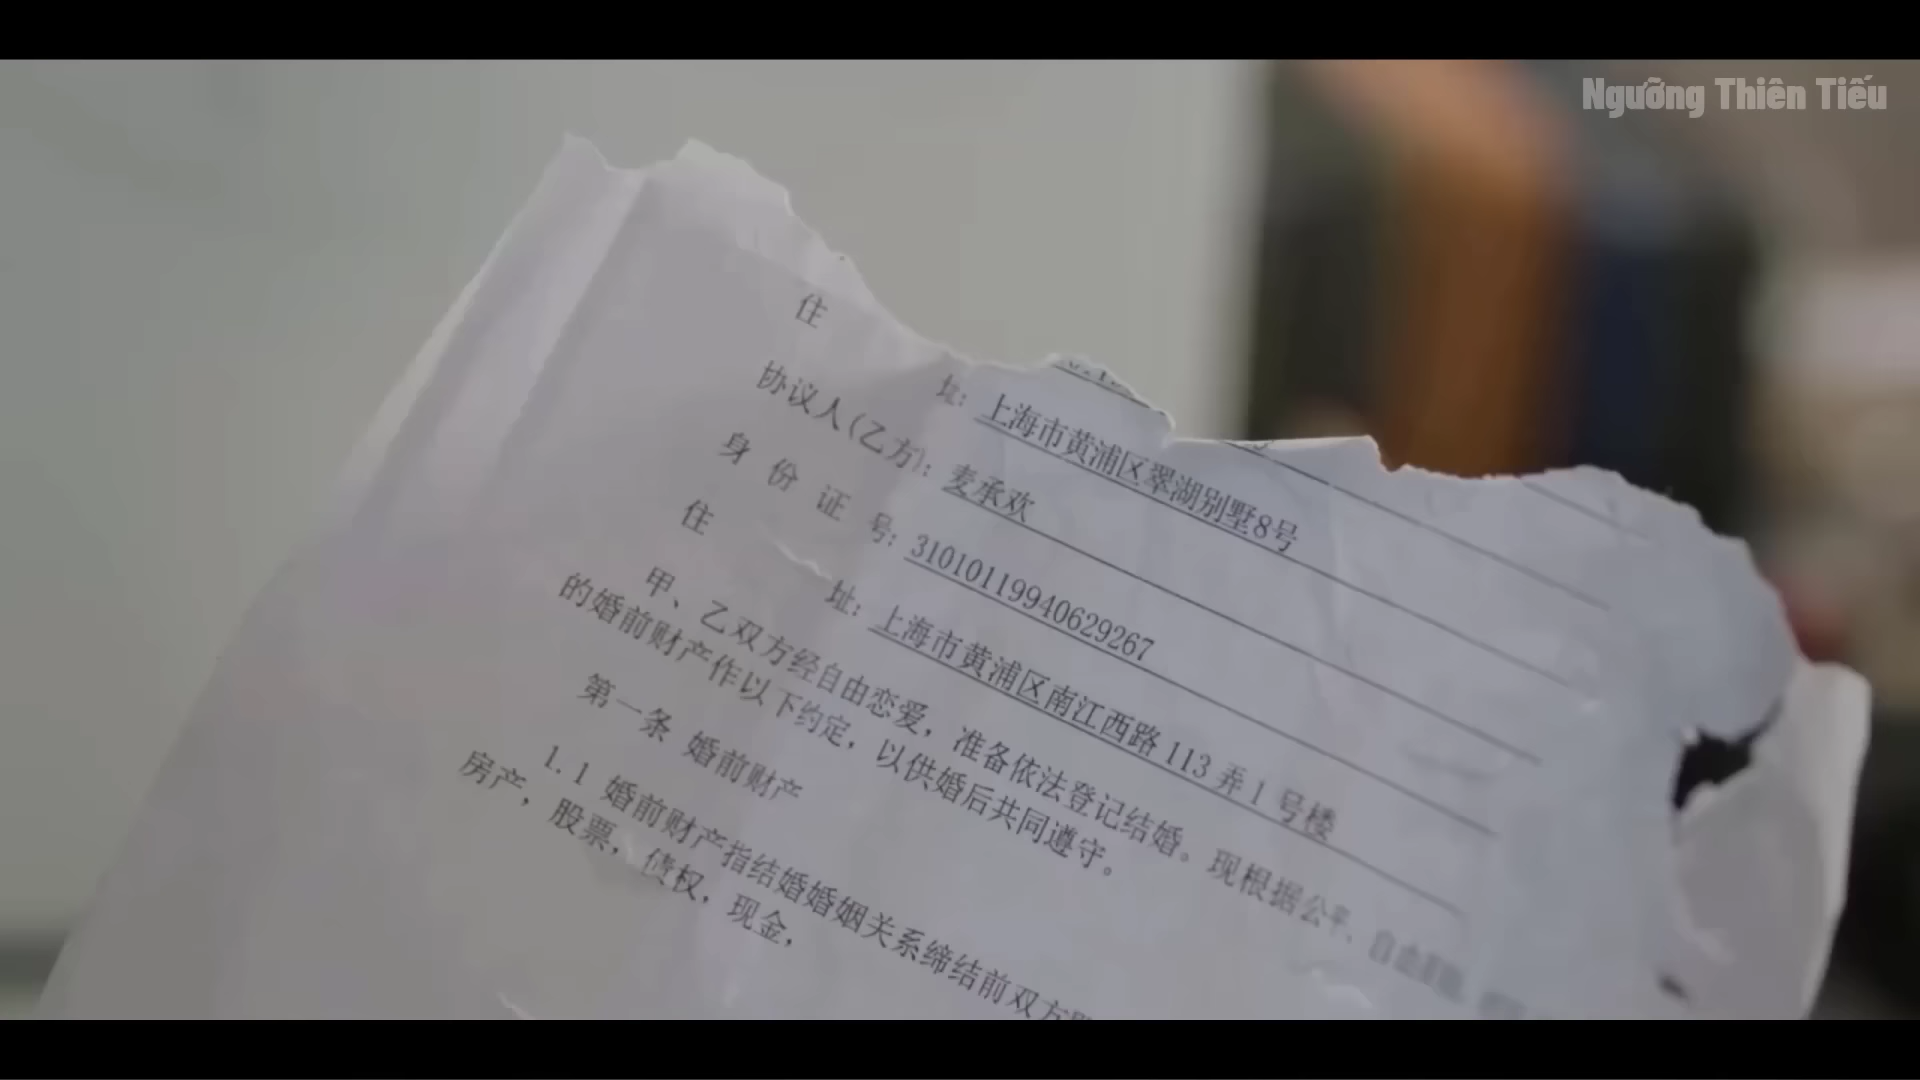 Ngưỡng Thiên Tiếu
住 址：上海市黄浦区翠湖别墅8号
协议人(乙方)：麦承欢
身份证号：310101199406292​67
住 址：上海市黄浦区南江西路 113 弄 1 号楼
甲、乙双方经自由恋爱，准备依法登记结婚。现根据公平、自由
的婚前财产作以下约定，以供婚后共同遵守。
第一条 婚前财产
1.1 婚前财产指结婚婚姻关系缔结前双方
房产，股票，债权，现金，